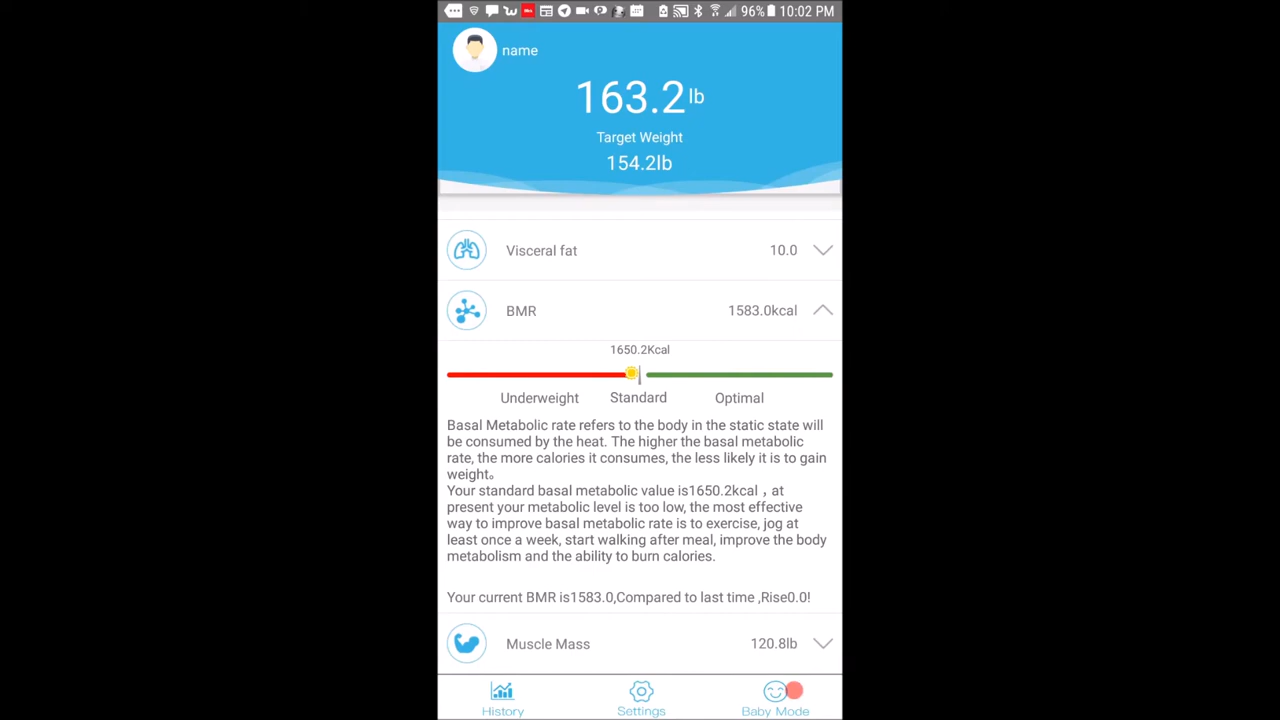 96% 10:02 PM
name
163.2 lb
Target Weight
154.2lb
Visceral fat 10.0
BMR 1583.0kcal
1650.2Kcal
Underweight Standard Optimal
Basal Metabolic rate refers to the body in the static state will
be consumed by the heat. The higher the basal metabolic
rate, the more calories it consumes, the less likely it is to gain
weight。
Your standard basal metabolic value is1650.2kcal ，at
present your metabolic level is too low, the most effective
way to improve basal metabolic rate is to exercise, jog at
least once a week, start walking after meal, improve the body
metabolism and the ability to burn calories.
Your current BMR is1583.0,Compared to last time ,Rise0.0!
Muscle Mass 120.8lb
History Settings Baby Mode